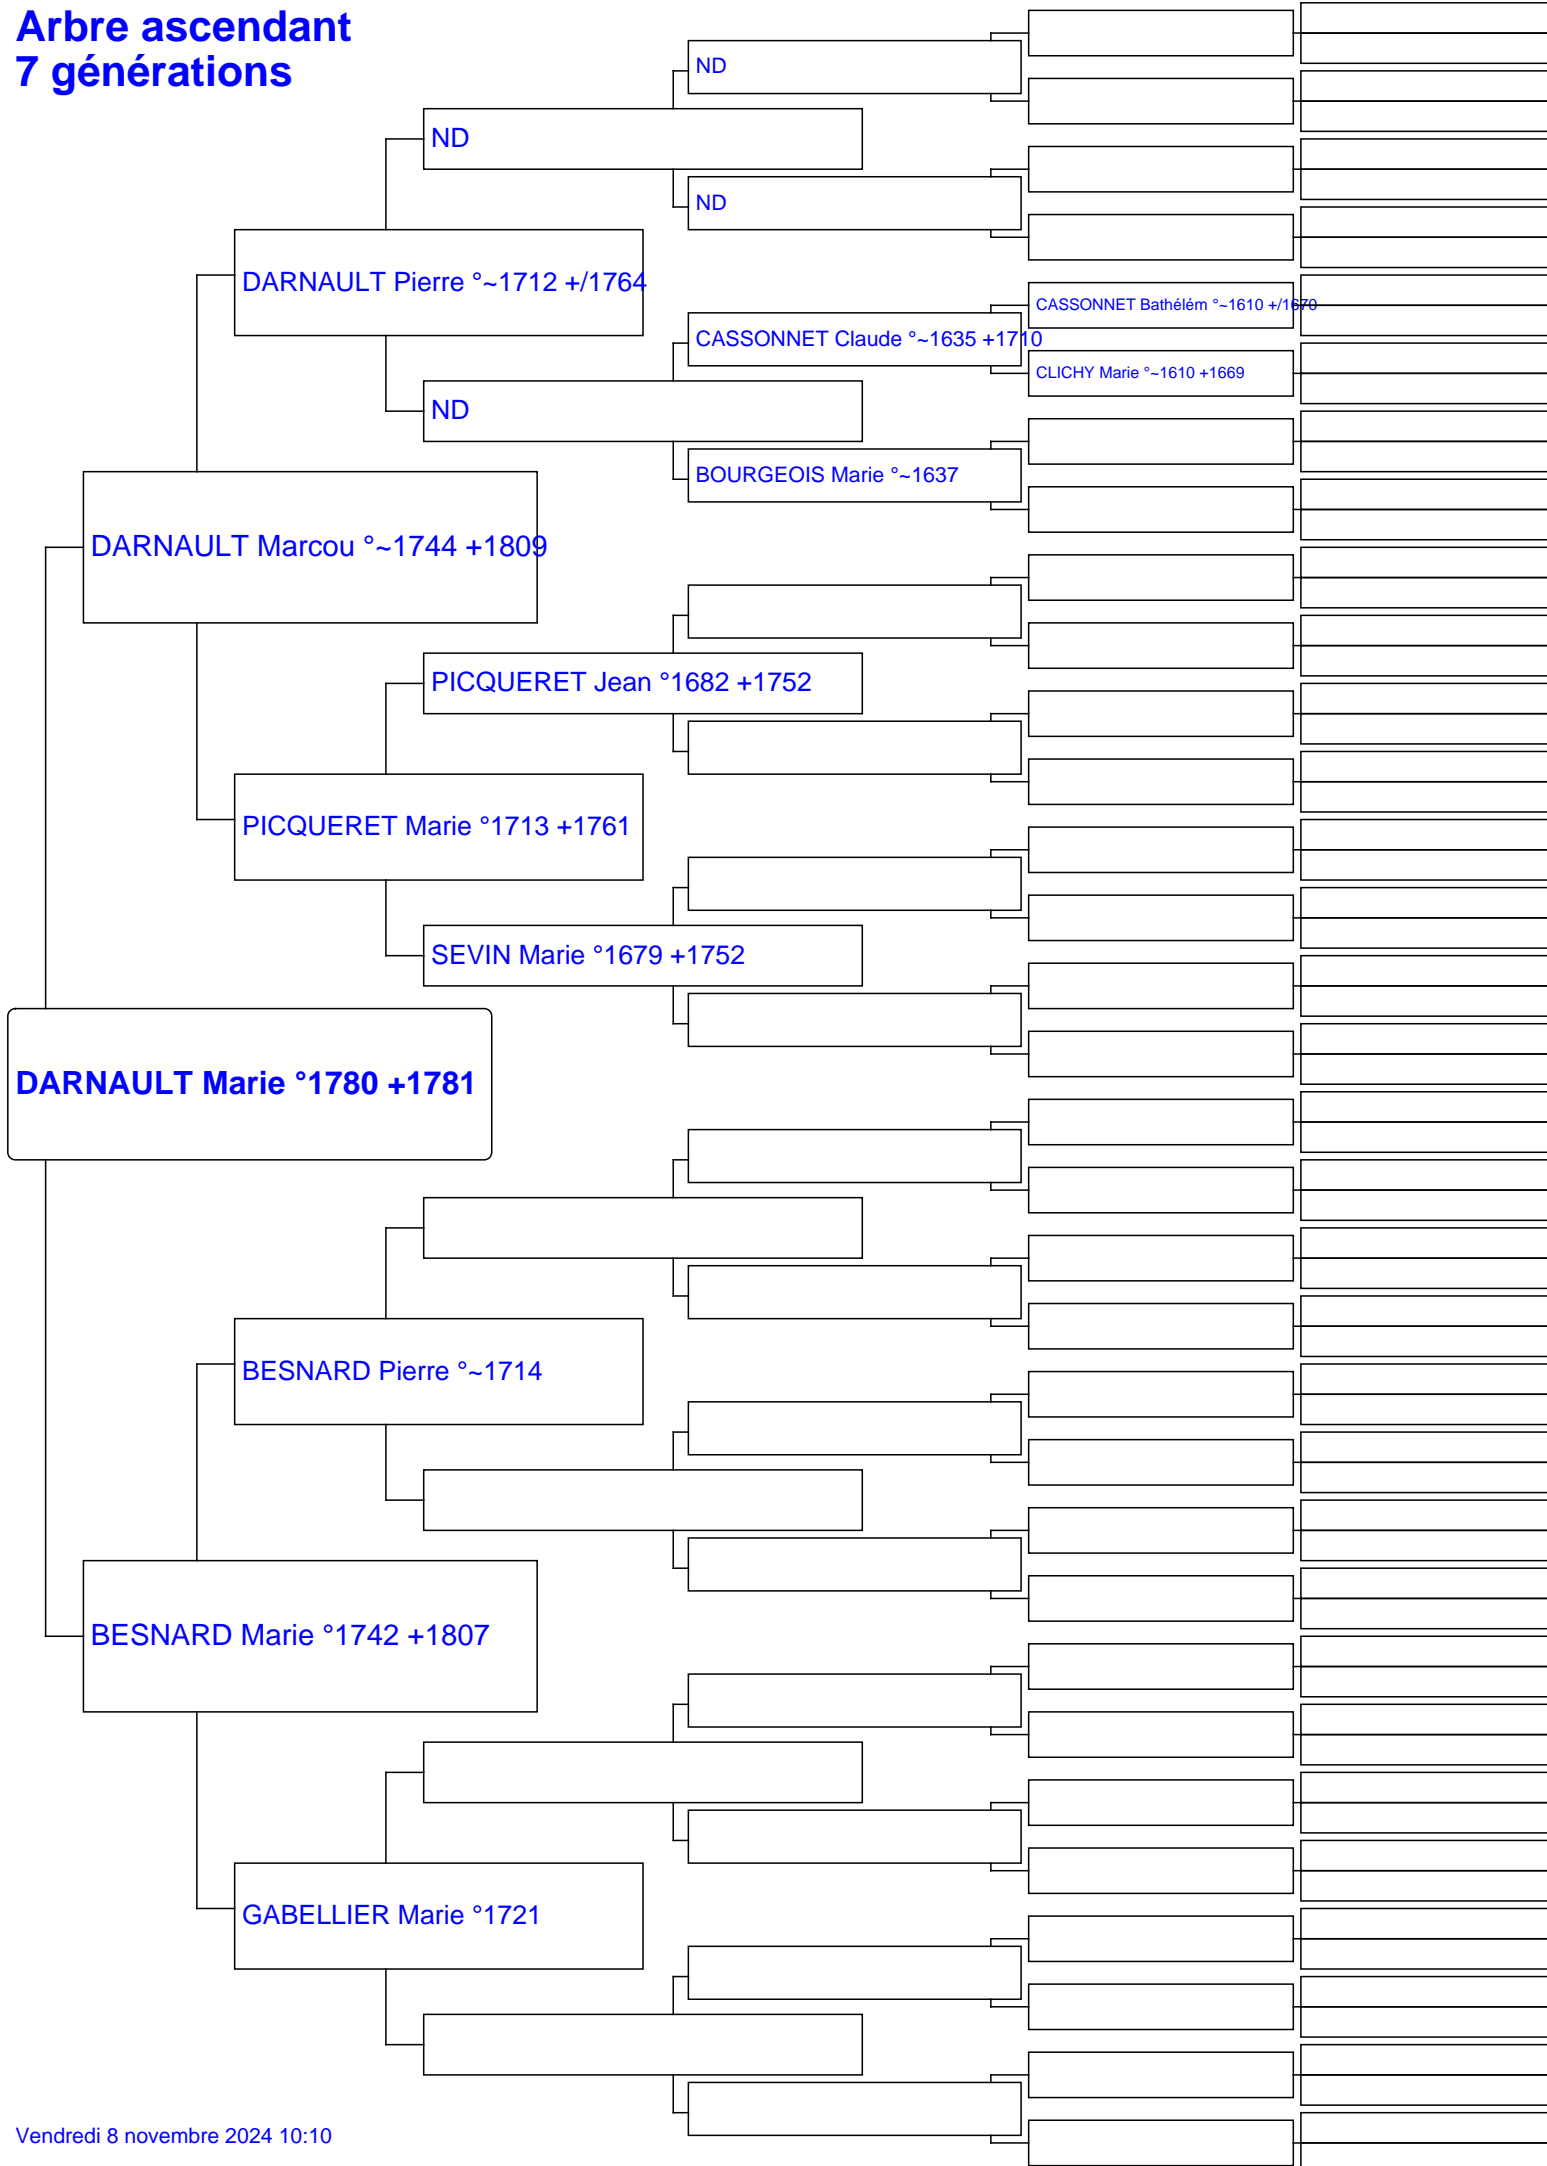 Arbre ascendant
7 générations
ND
ND
ND
DARNAULT Pierre °~1712 +/1764
CASSONNET Bathélém °~1610 +/1670
CASSONNET Claude °~1635 +1710
CLICHY Marie °~1610 +1669
ND
BOURGEOIS Marie °~1637
DARNAULT Marcou °~1744 +1809
PICQUERET Jean °1682 +1752
PICQUERET Marie °1713 +1761
SEVIN Marie °1679 +1752
DARNAULT Marie °1780 +1781
BESNARD Pierre °~1714
BESNARD Marie °1742 +1807
GABELLIER Marie °1721
Vendredi 8 novembre 2024 10:10